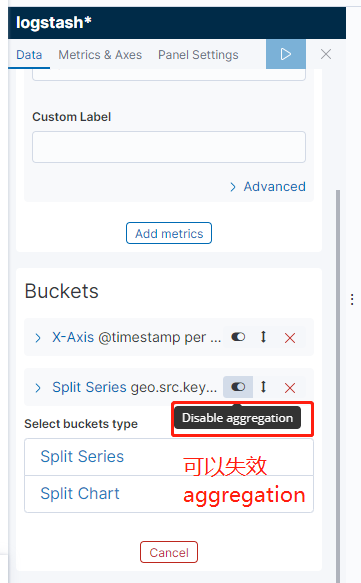 logstash*
Data Metrics & Axes Panel Settings
Custom Label
Advanced
Add metrics
Buckets
X-Axis @timestamp per ...
Split Series geo.src.key...
Disable aggregation
Select buckets type
Split Series
可以失效
Split Chart
aggregation
Cancel